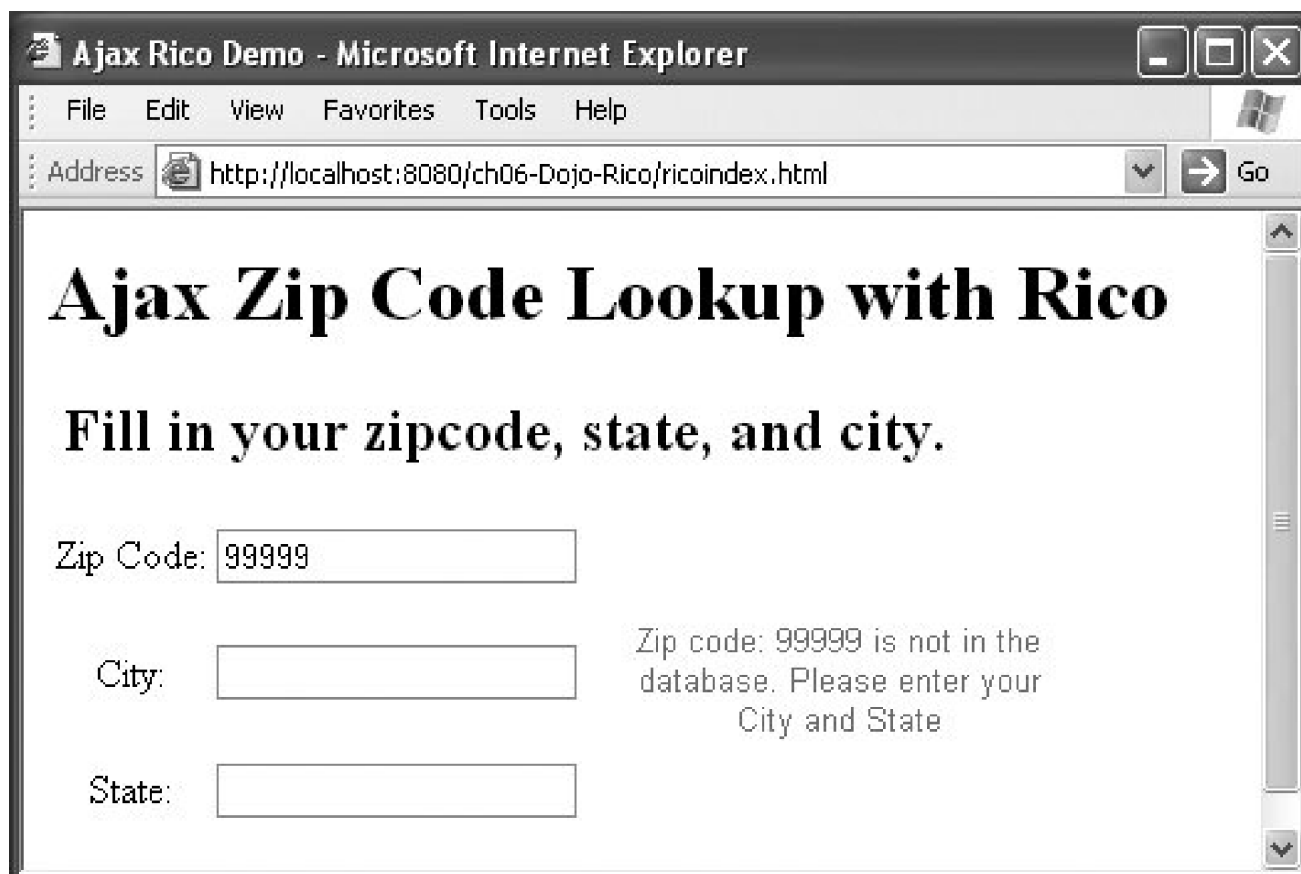 Ajax Rico Demo - Microsoft Internet Explorer
File Edit View Favorites Tools Help
Address http://localhost:8080/ch06-Dojo-Rico/ricoindex.html Go
Ajax Zip Code Lookup with Rico
Fill in your zipcode, state, and city.
Zip Code: 99999
Zip code: 99999 is not in the
database. Please enter your
City and State
City:
State: